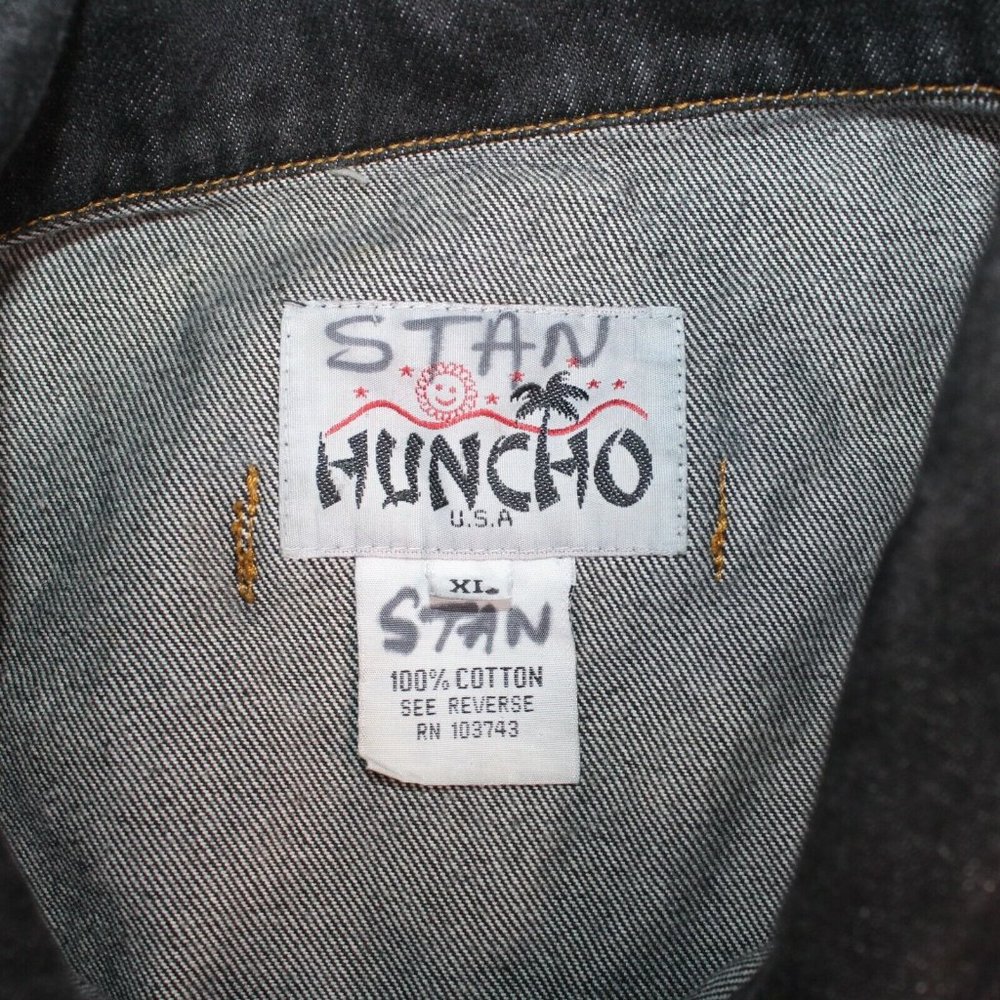 STAN
HUNCHO
U.S.A
XL
STAN
100% COTTON
SEE REVERSE
RN 103743